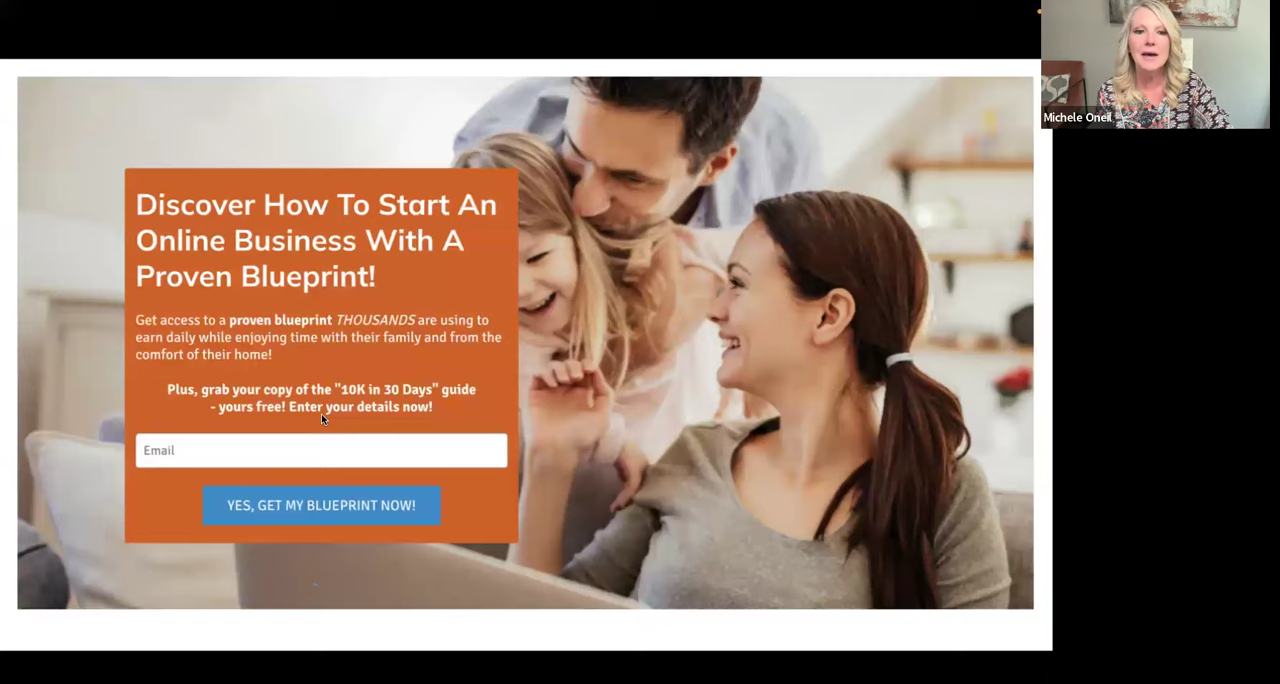 Michele Oneil
Discover How To Start An
Online Business With A
Proven Blueprint!
Get access to a proven blueprint THOUSANDS are using to
earn daily while enjoying time with their family and from the
comfort of their home!
Plus, grab your copy of the "10K in 30 Days" guide
- yours free! Enter your details now!
Email
YES, GET MY BLUEPRINT NOW!